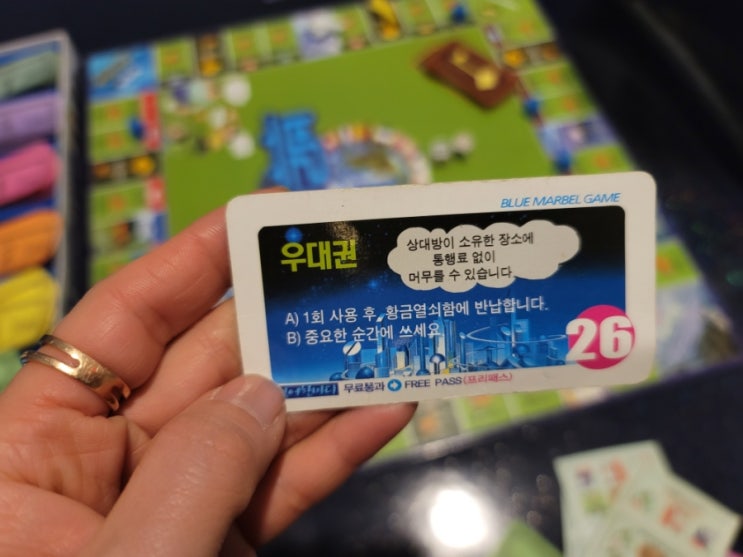 BLUE MARBEL GAME
우대권
상대방이 소유한 장소에
통행료 없이
머무를 수 있습니다.
A) 1회 사용 후, 황금열쇠함에 반납합니다.
B) 중요한 순간에 쓰세요
26
무료통과 FREE PASS(프리패스)